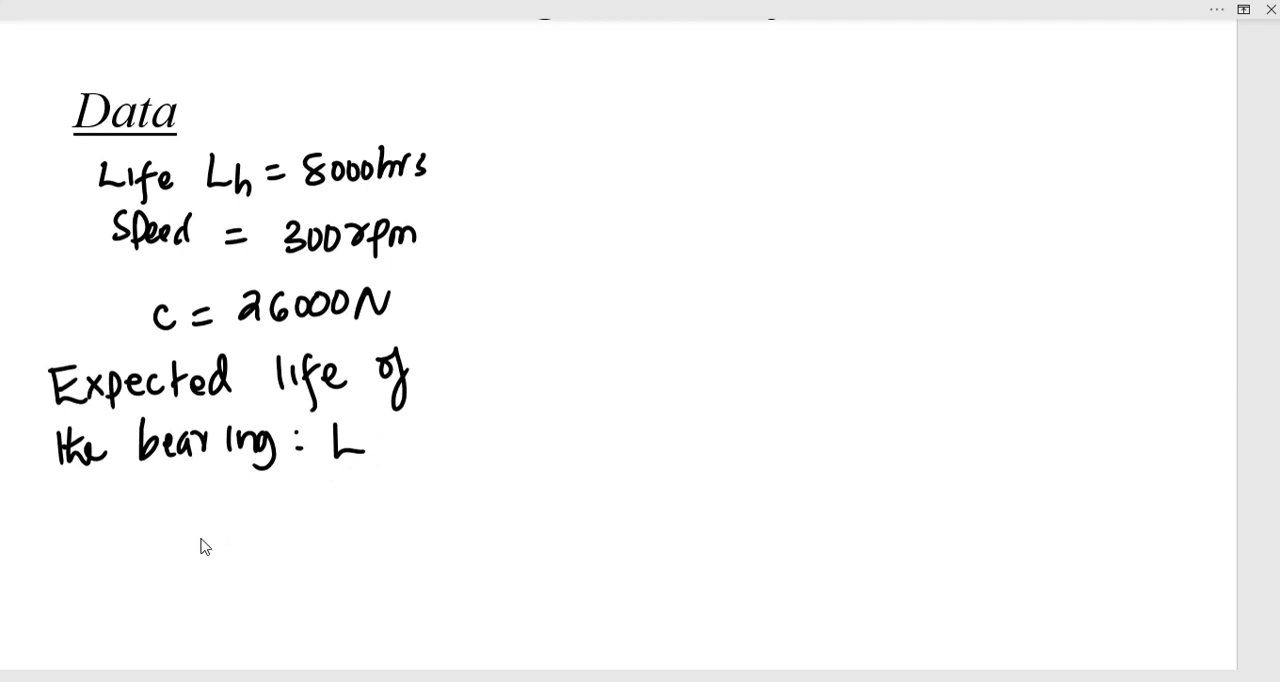 Data
Life Lh = 8000hrs
Speed = 300rpm
C = 26000N
Expected life of
the bearing : L